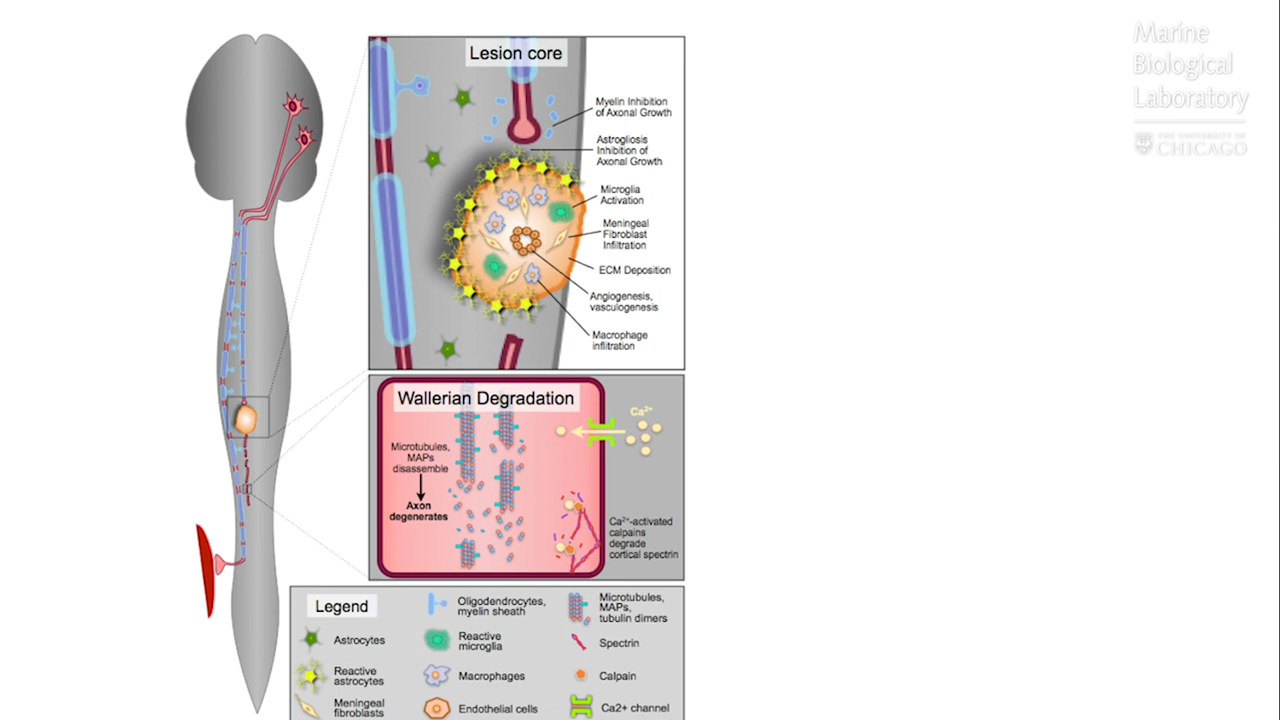 Marine
Biological
Laboratory
THE UNIVERSITY OF
CHICAGO
Lesion core
Myelin Inhibition
of Axonal Growth
Astrogliosis
Inhibition of
Axonal Growth
Microglia
Activation
Meningeal
Fibroblast
Infiltration
ECM Deposition
Angiogenesis,
vasculogenesis
Macrophage
infiltration
Wallerian Degradation
Ca²⁺
Microtubules,
MAPs
disassemble
Axon
degenerates
Ca²⁺-activated
calpains
degrade
cortical spectrin
Legend
Astrocytes
Reactive
astrocytes
Meningeal
fibroblasts
Oligodendrocytes,
myelin sheath
Reactive
microglia
Macrophages
Endothelial cells
Microtubules,
MAPs,
tubulin dimers
Spectrin
Calpain
Ca2+ channel